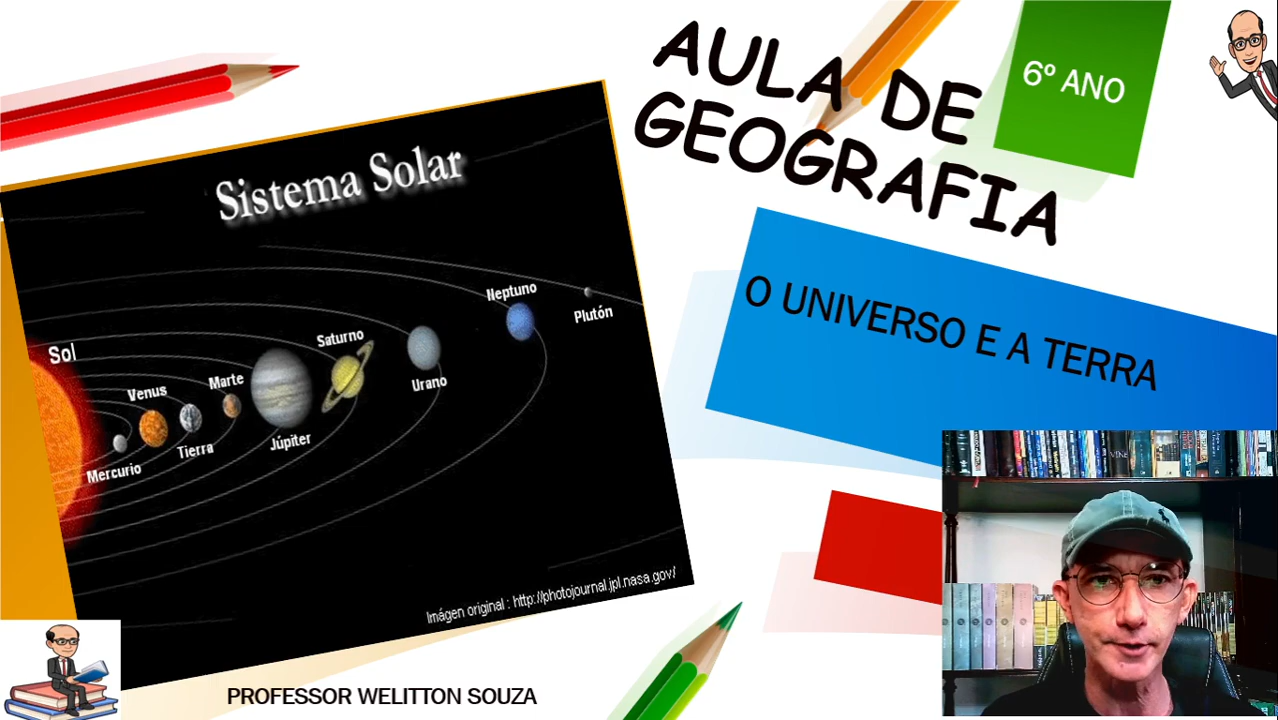 AULA DE
GEOGRAFIA
6º ANO
O UNIVERSO E A TERRA
Sistema Solar
Sol
Mercurio
Venus
Tierra
Marte
Júpiter
Saturno
Urano
Neptuno
Plutón
Imágen original : http://photojournal.jpl.nasa.gov/
PROFESSOR WELITTON SOUZA